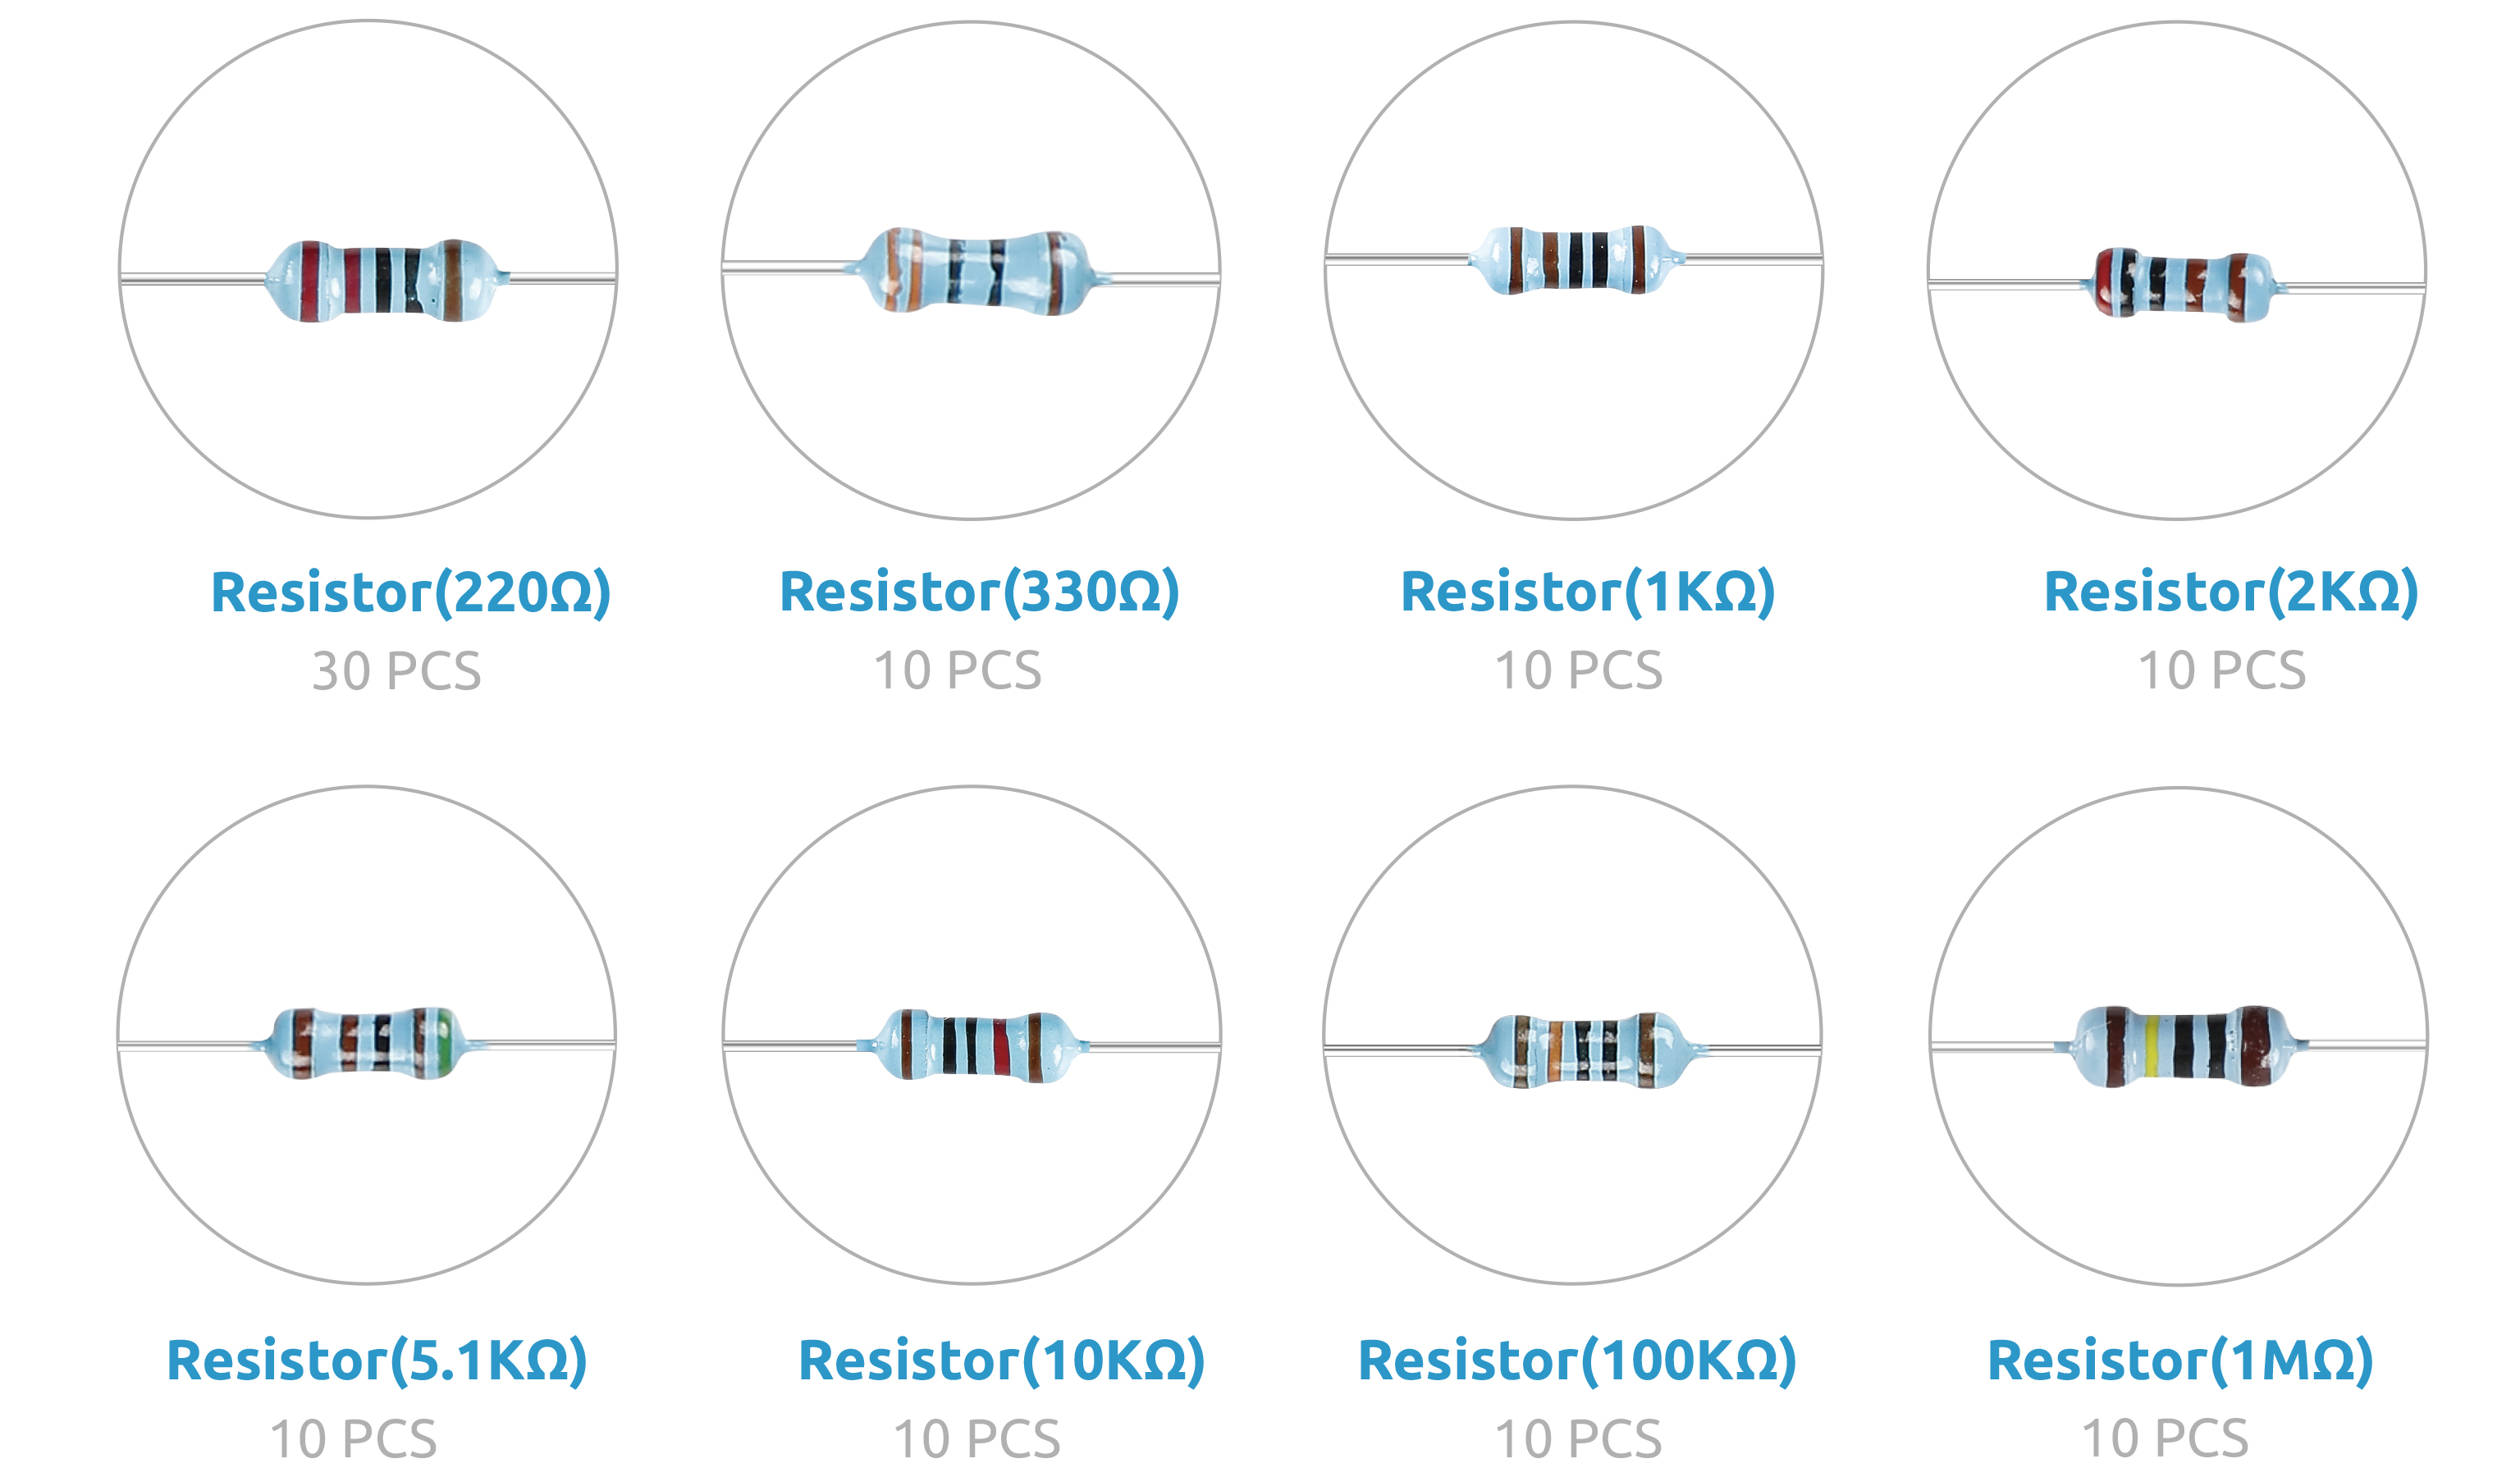 Resistor(220Ω) Resistor(330Ω) Resistor(1KΩ) Resistor(2KΩ)
30 PCS 10 PCS 10 PCS 10 PCS
Resistor(5.1KΩ) Resistor(10KΩ) Resistor(100KΩ) Resistor(1MΩ)
10 PCS 10 PCS 10 PCS 10 PCS